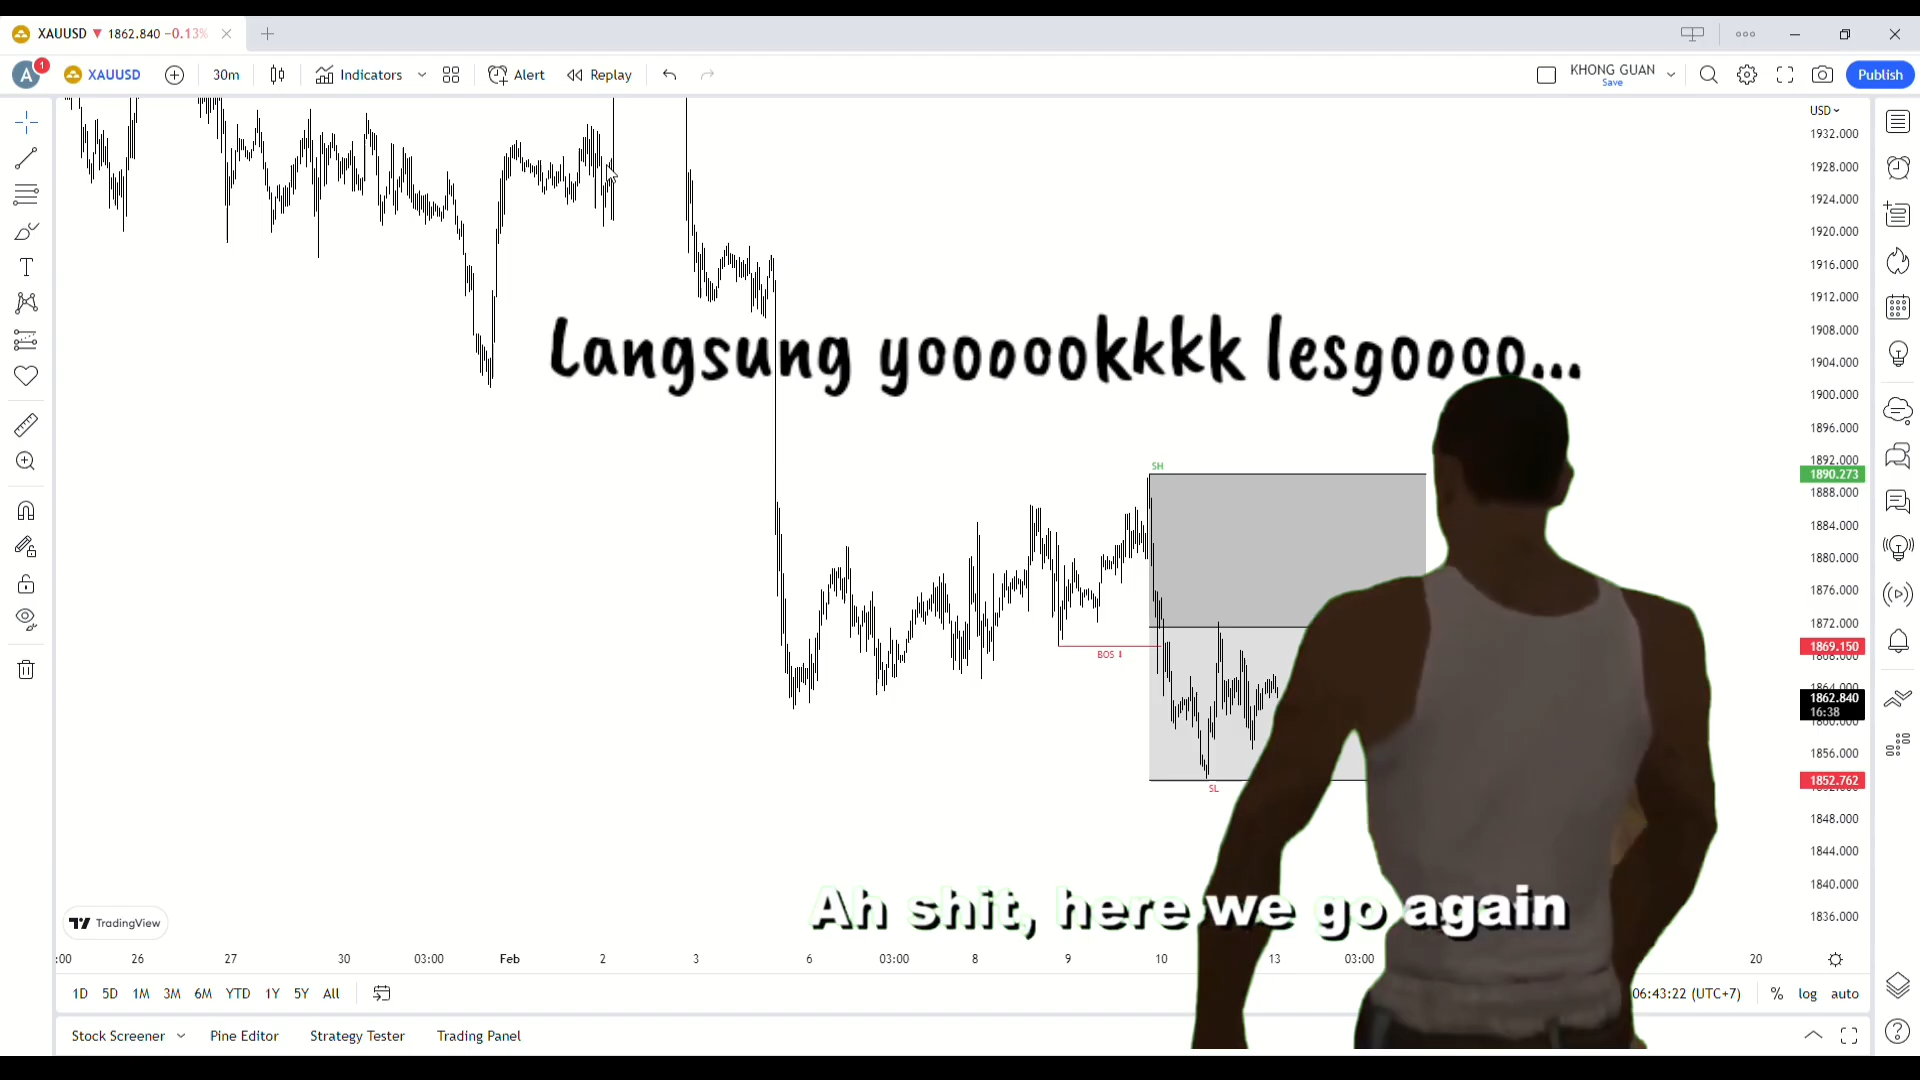 XAUUSD ▼ 1862.840 −0.13%
A 1 XAUUSD 30m Indicators Alert Replay KHONG GUAN Save Publish
USD
1932.000
1928.000
1924.000
1920.000
1916.000
1912.000
1908.000
1904.000
1900.000
1896.000
1892.000
1890.273
1888.000
1884.000
1880.000
1876.000
1872.000
1869.150
1862.840
16:38
1856.000
1852.762
1848.000
1844.000
1840.000
1836.000
Langsung yoooookkkk lesgoooo...
SH
BOS ⬇
SL
Ah shit, here we go again
TradingView
:00 26 27 30 03:00 Feb 2 3 6 03:00 8 9 10 13 03:00 20
1D 5D 1M 3M 6M YTD 1Y 5Y All 06:43:22 (UTC+7) % log auto
Stock Screener Pine Editor Strategy Tester Trading Panel